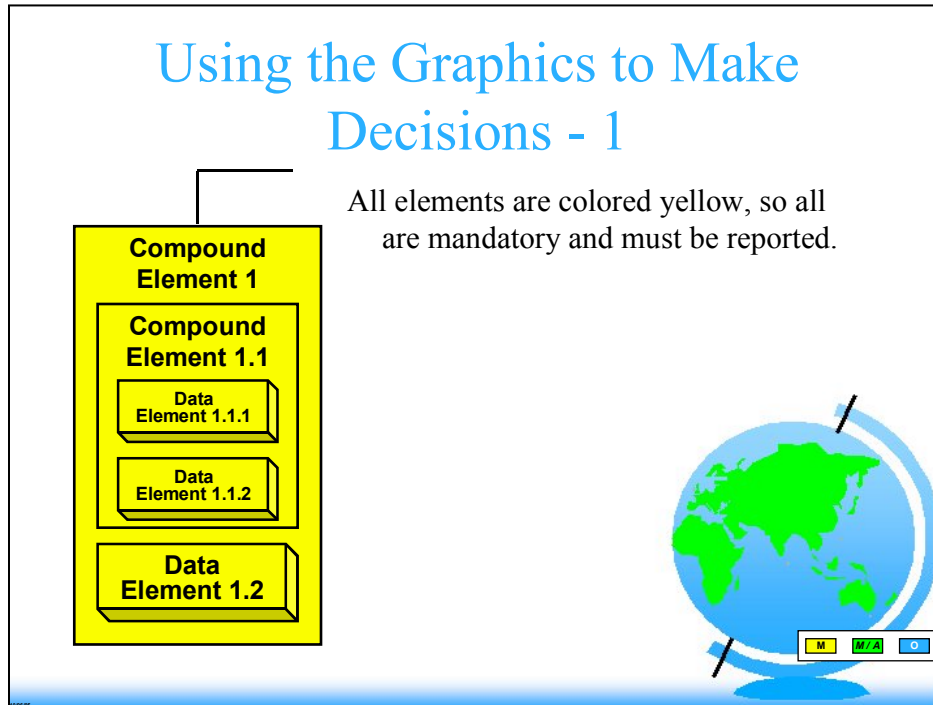 Using the Graphics to Make
Decisions - 1
All elements are colored yellow, so all
are mandatory and must be reported.
Compound
Element 1
Compound
Element 1.1
Data
Element 1.1.1
Data
Element 1.1.2
Data
Element 1.2
M
M / A
O